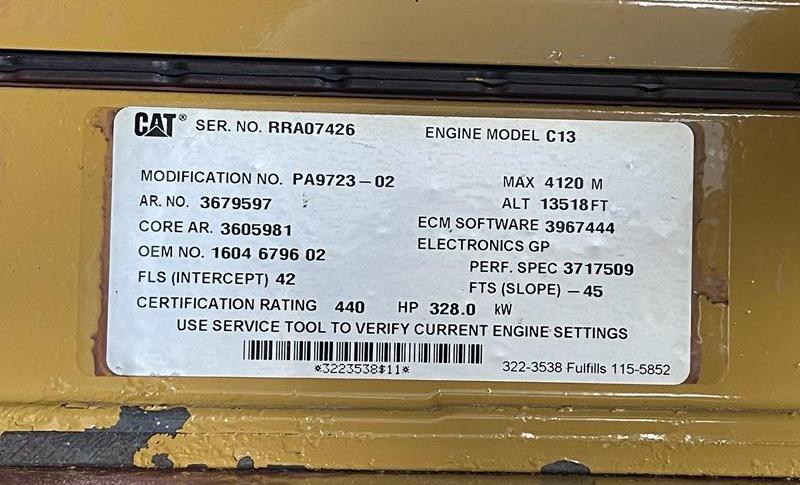 CAT® SER. NO. RRA07426 ENGINE MODEL C13
MODIFICATION NO. PA9723-02 MAX 4120 M
AR. NO. 3679597 ALT 13518FT
CORE AR. 3605981 ECM SOFTWARE 3967444
OEM NO. 1604 6796 02 ELECTRONICS GP
FLS (INTERCEPT) 42 PERF. SPEC 3717509
FTS (SLOPE) -45
CERTIFICATION RATING 440 HP 328.0 kW
USE SERVICE TOOL TO VERIFY CURRENT ENGINE SETTINGS
*3223538$11*
322-3538 Fulfills 115-5852